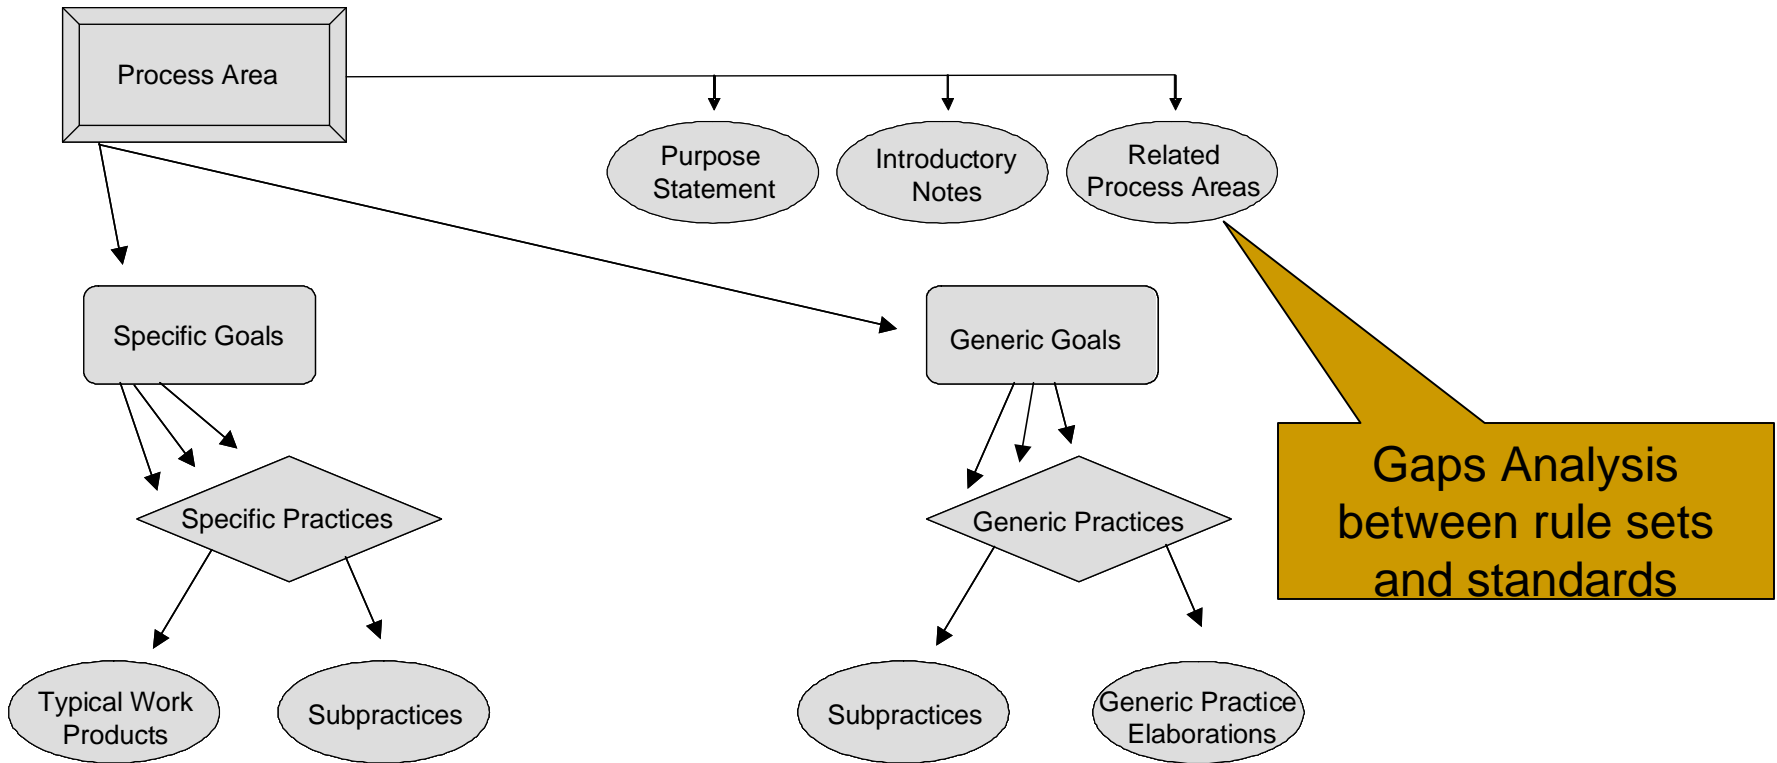 Process Area
Purpose
Statement
Introductory
Notes
Related
Process Areas
Specific Goals
Generic Goals
Gaps Analysis
between rule sets
and standards
Specific Practices
Generic Practices
Typical Work
Products
Subpractices
Subpractices
Generic Practice
Elaborations